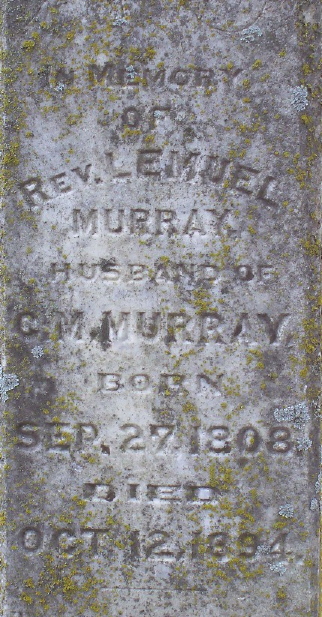 IN MEMORY
OF
REV. LEMUEL
MURRAY.
HUSBAND OF
C. M. MURRAY.
BORN
SEP. 27. 1808.
DIED
OCT. 12. 1894.